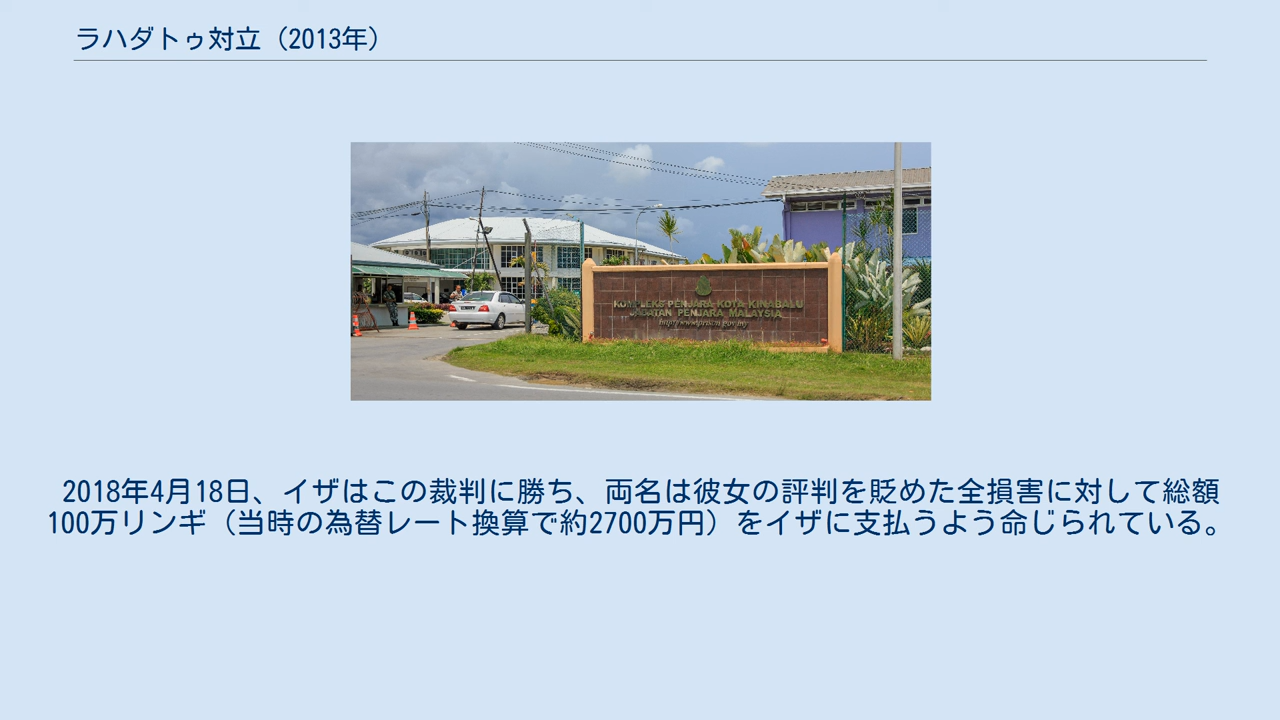 ラハダトゥ対立（2013年）
KOMPLEKS PENJARA KOTA KINABALU
JABATAN PENJARA MALAYSIA
http://www.prison.gov.my
2018年4月18日、イザはこの裁判に勝ち、両名は彼女の評判を貶めた全損害に対して総額
100万リンギ（当時の為替レート換算で約2700万円）をイザに支払うよう命じられている。